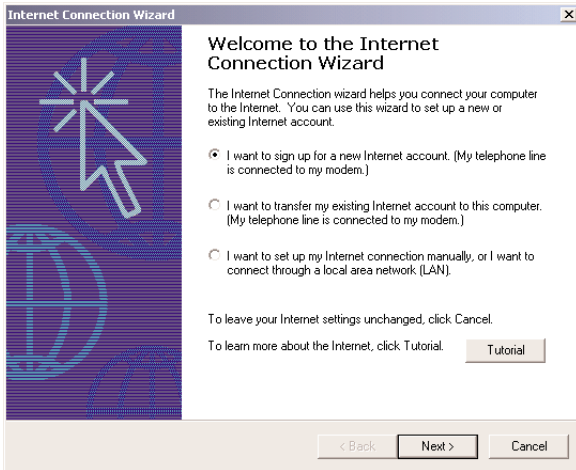 Internet Connection Wizard
Welcome to the Internet
Connection Wizard
The Internet Connection wizard helps you connect your computer
to the Internet. You can use this wizard to set up a new or
existing Internet account.
I want to sign up for a new Internet account. (My telephone line
is connected to my modem.)
I want to transfer my existing Internet account to this computer.
(My telephone line is connected to my modem.)
I want to set up my Internet connection manually, or I want to
connect through a local area network (LAN).
To leave your Internet settings unchanged, click Cancel.
To learn more about the Internet, click Tutorial.
Tutorial
< Back
Next >
Cancel